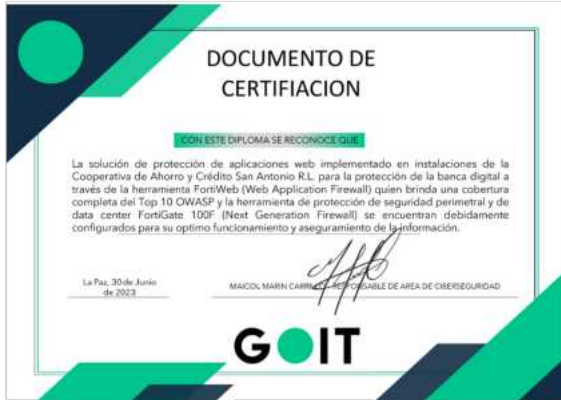 DOCUMENTO DE
CERTIFIACION
CON ESTE DIPLOMA SE RECONOCE QUE
La solución de protección de aplicaciones web implementado en instalaciones de la
Cooperativa de Ahorro y Crédito San Antonio R.L. para la protección de la banca digital a
través de la herramienta FortiWeb (Web Application Firewall) quien brinda una cobertura
completa del Top 10 OWASP y la herramienta de protección de seguridad perimetral y de
data center FortiGate 100F (Next Generation Firewall) se encuentran debidamente
configurados para su optimo funcionamiento y aseguramiento de la información.
La Paz, 30 de Junio
de 2023
MAICOL MARIN - RESPONSABLE DE AREA DE CIBERSEGURIDAD
GOIT